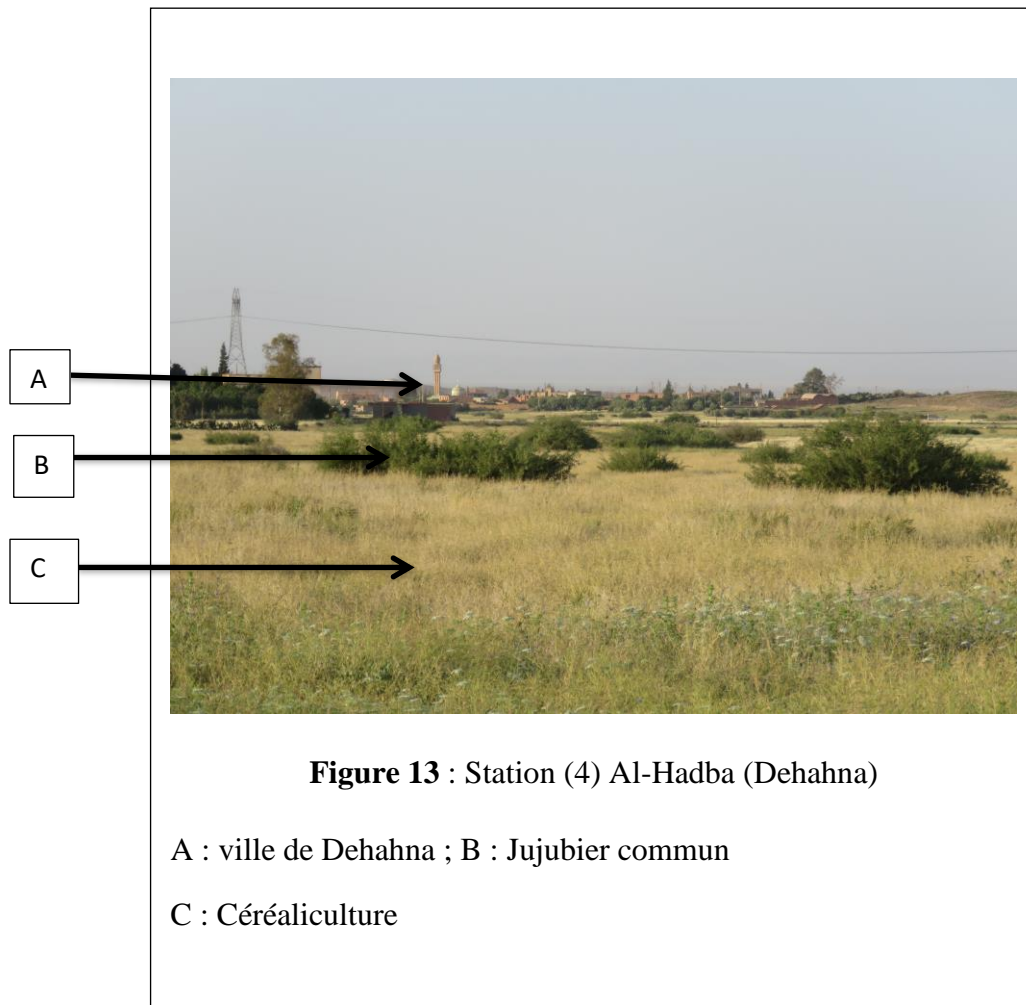 A
B
C
Figure 13 : Station (4) Al-Hadba (Dehahna)
A : ville de Dehahna ; B : Jujubier commun
C : Céréaliculture